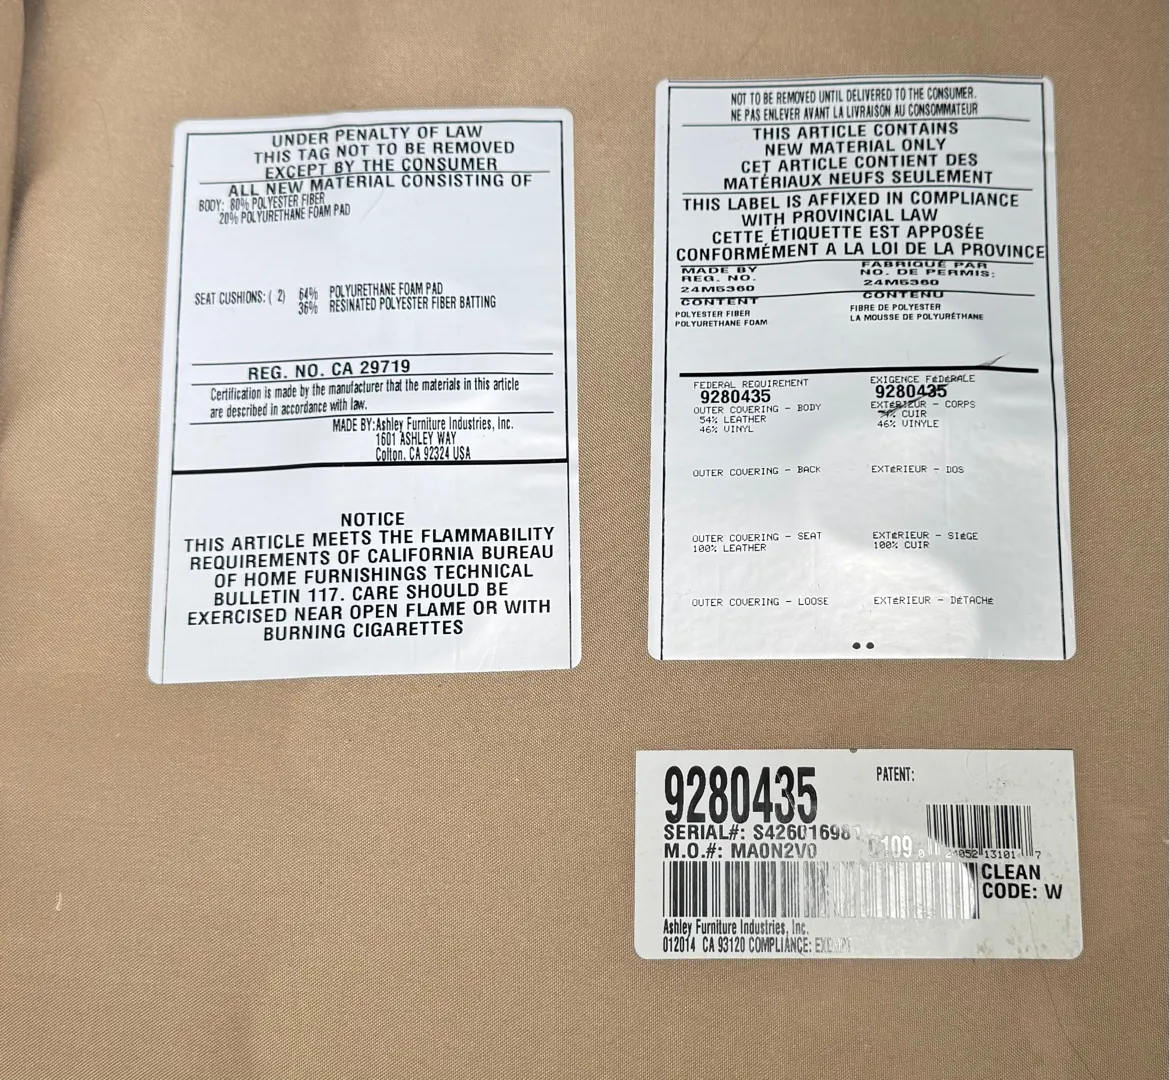 UNDER PENALTY OF LAW
THIS TAG NOT TO BE REMOVED
EXCEPT BY THE CONSUMER
ALL NEW MATERIAL CONSISTING OF
BODY: 80% POLYESTER FIBER
20% POLYURETHANE FOAM PAD
SEAT CUSHIONS: ( 2) 64% POLYURETHANE FOAM PAD
36% RESINATED POLYESTER FIBER BATTING
REG. NO. CA 29719
Certification is made by the manufacturer that the materials in this article
are described in accordance with law.
MADE BY:Ashley Furniture Industries, Inc.
1601 ASHLEY WAY
Colton, CA 92324 USA
NOTICE
THIS ARTICLE MEETS THE FLAMMABILITY
REQUIREMENTS OF CALIFORNIA BUREAU
OF HOME FURNISHINGS TECHNICAL
BULLETIN 117. CARE SHOULD BE
EXERCISED NEAR OPEN FLAME OR WITH
BURNING CIGARETTES
NOT TO BE REMOVED UNTIL DELIVERED TO THE CONSUMER.
NE PAS ENLEVER AVANT LA LIVRAISON AU CONSOMMATEUR
THIS ARTICLE CONTAINS
NEW MATERIAL ONLY
CET ARTICLE CONTIENT DES
MATÉRIAUX NEUFS SEULEMENT
THIS LABEL IS AFFIXED IN COMPLIANCE
WITH PROVINCIAL LAW
CETTE ÉTIQUETTE EST APPOSÉE
CONFORMÉMENT A LA LOI DE LA PROVINCE
MADE BY FABRIQUÉ PAR
REG. NO. NO. DE PERMIS:
24M5360 24M5360
CONTENT CONTENU
POLYESTER FIBER FIBRE DE POLYESTER
POLYURETHANE FOAM LA MOUSSE DE POLYURÉTHANE
FEDERAL REQUIREMENT EXIGENCE FéDéRALE
9280435 9280435
OUTER COVERING - BODY EXTéRIEUR - CORPS
54% LEATHER 54% CUIR
46% VINYL 46% VINYLE
OUTER COVERING - BACK EXTéRIEUR - DOS
OUTER COVERING - SEAT EXTéRIEUR - SIéGE
100% LEATHER 100% CUIR
OUTER COVERING - LOOSE EXTéRIEUR - DéTACHé
9280435 PATENT:
SERIAL#: S426016981
M.O.#: MA0N2V0 0109
CLEAN
CODE: W
Ashley Furniture Industries, Inc.
012014 CA 93120 COMPLIANCE: